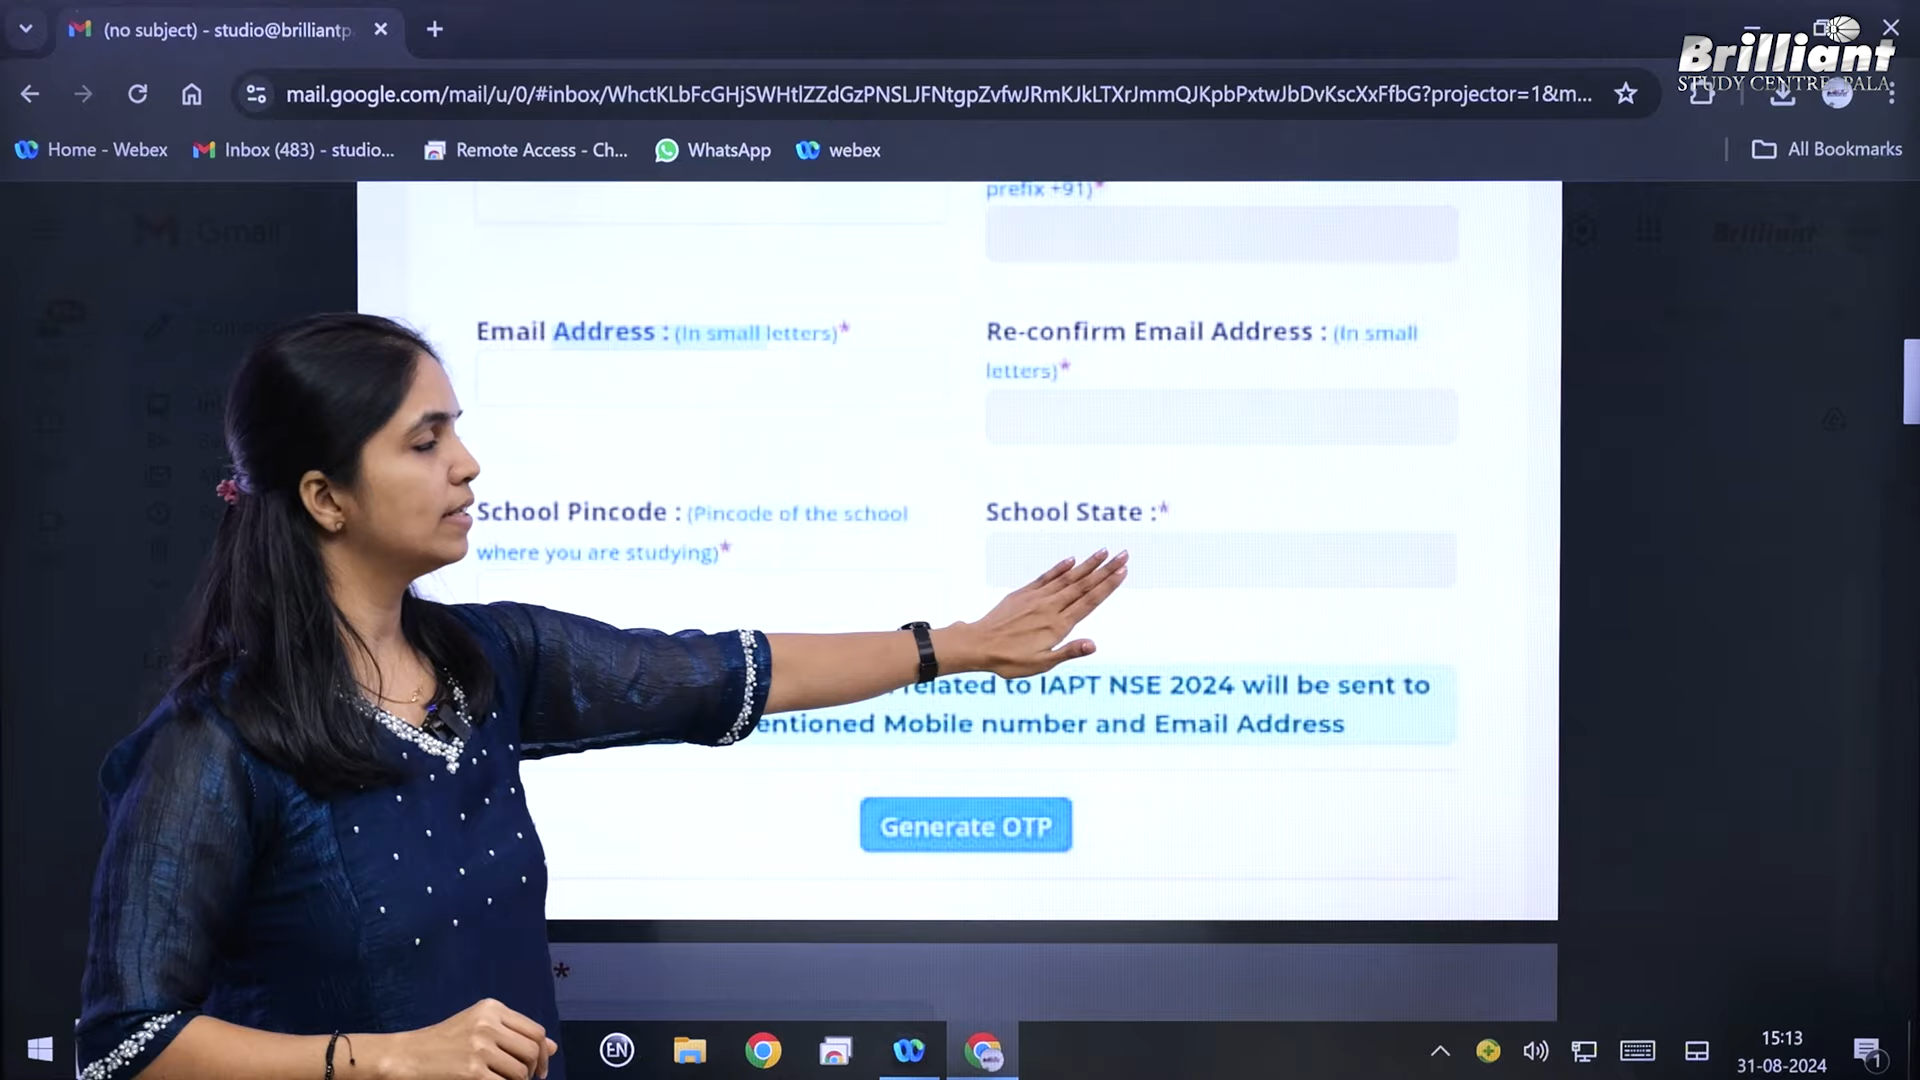 (no subject) - studio@brilliantp
Brilliant
STUDY CENTRE PALA
mail.google.com/mail/u/0/#inbox/WhctKLbFcGHjSWHtlZZdGzPNSLJFNtgpZvfwJRmKJkLTXrJmmQJKpbPxtwJbDvKscXxFfbG?projector=1&m...
Home - Webex
Inbox (483) - studio...
Remote Access - Ch...
WhatsApp
webex
All Bookmarks
Gmail
Brilliant
prefix +91)*
Email Address : (In small letters)*
Re-confirm Email Address : (In small
letters)*
School Pincode : (Pincode of the school
where you are studying)*
School State :*
related to IAPT NSE 2024 will be sent to
entioned Mobile number and Email Address
Generate OTP
*
EN
15:13
31-08-2024
1